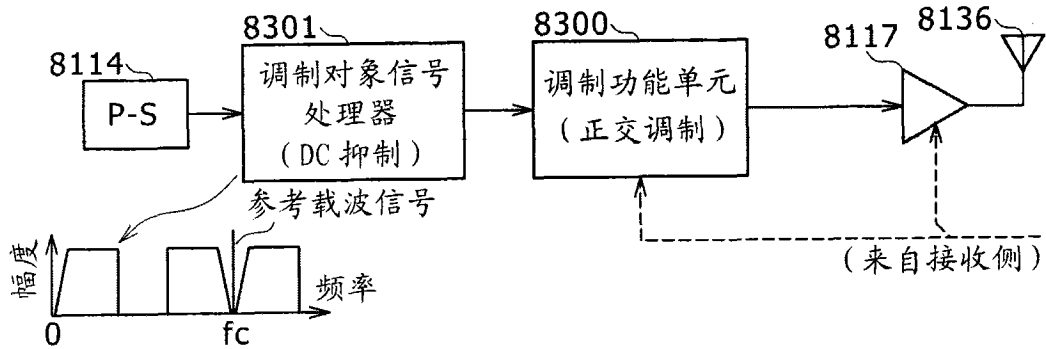 8114
P-S
8301
调制对象信号
处理器
(DC 抑制)
8300
调制功能单元
(正交调制)
8117
8136
参考载波信号
(来自接收侧)
幅度
频率
0
fc